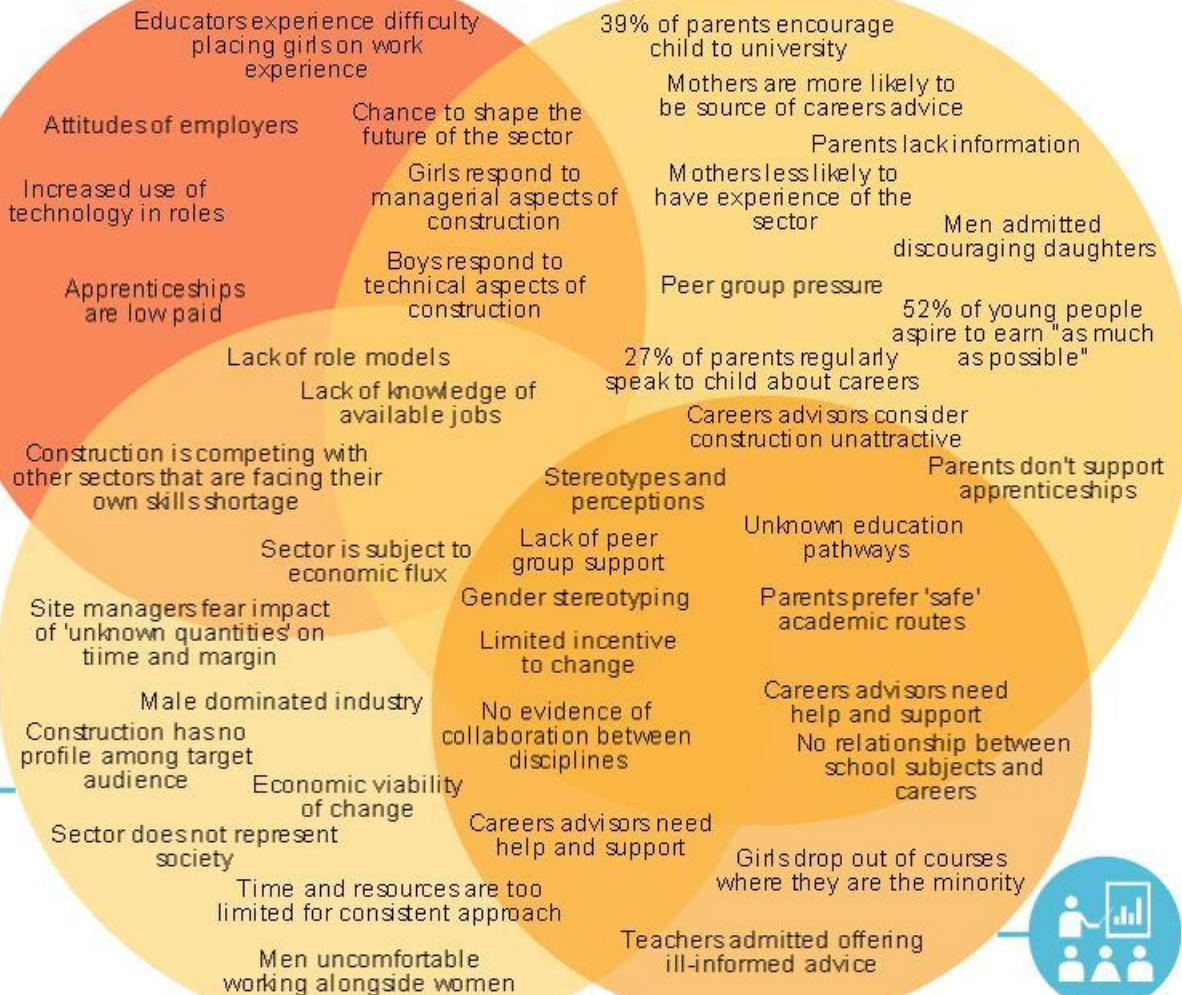 Educators experience difficulty
placing girls on work
experience
39% of parents encourage
child to university
Mothers are more likely to
be source of careers advice
Attitudes of employers
Chance to shape the
future of the sector
Parents lack information
Increased use of
technology in roles
Girls respond to
managerial aspects of
construction
Mothers less likely to
have experience of the
sector
Men admitted
discouraging daughters
Apprenticeships
are low paid
Boys respond to
technical aspects of
construction
Peer group pressure
52% of young people
aspire to earn "as much
as possible"
Lack of role models
27% of parents regularly
speak to child about careers
Lack of knowledge of
available jobs
Careers advisors consider
construction unattractive
Construction is competing with
other sectors that are facing their
own skills shortage
Stereotypes and
perceptions
Parents don't support
apprenticeships
Sector is subject to
economic flux
Lack of peer
group support
Unknown education
pathways
Site managers fear impact
of 'unknown quantities' on
tiime and margin
Gender stereotyping
Parents prefer 'safe'
academic routes
Limited incentive
to change
Male dominated industry
No evidence of
collaboration between
disciplines
Careers advisors need
help and support
Construction has no
profile among target
audience
No relationship between
school subjects and
careers
Economic viability
of change
Sector does not represent
society
Careers advisors need
help and support
Girls drop out of courses
where they are the minority
Time and resources are too
limited for consistent approach
Teachers admitted offering
ill-informed advice
Men uncomfortable
working alongside women